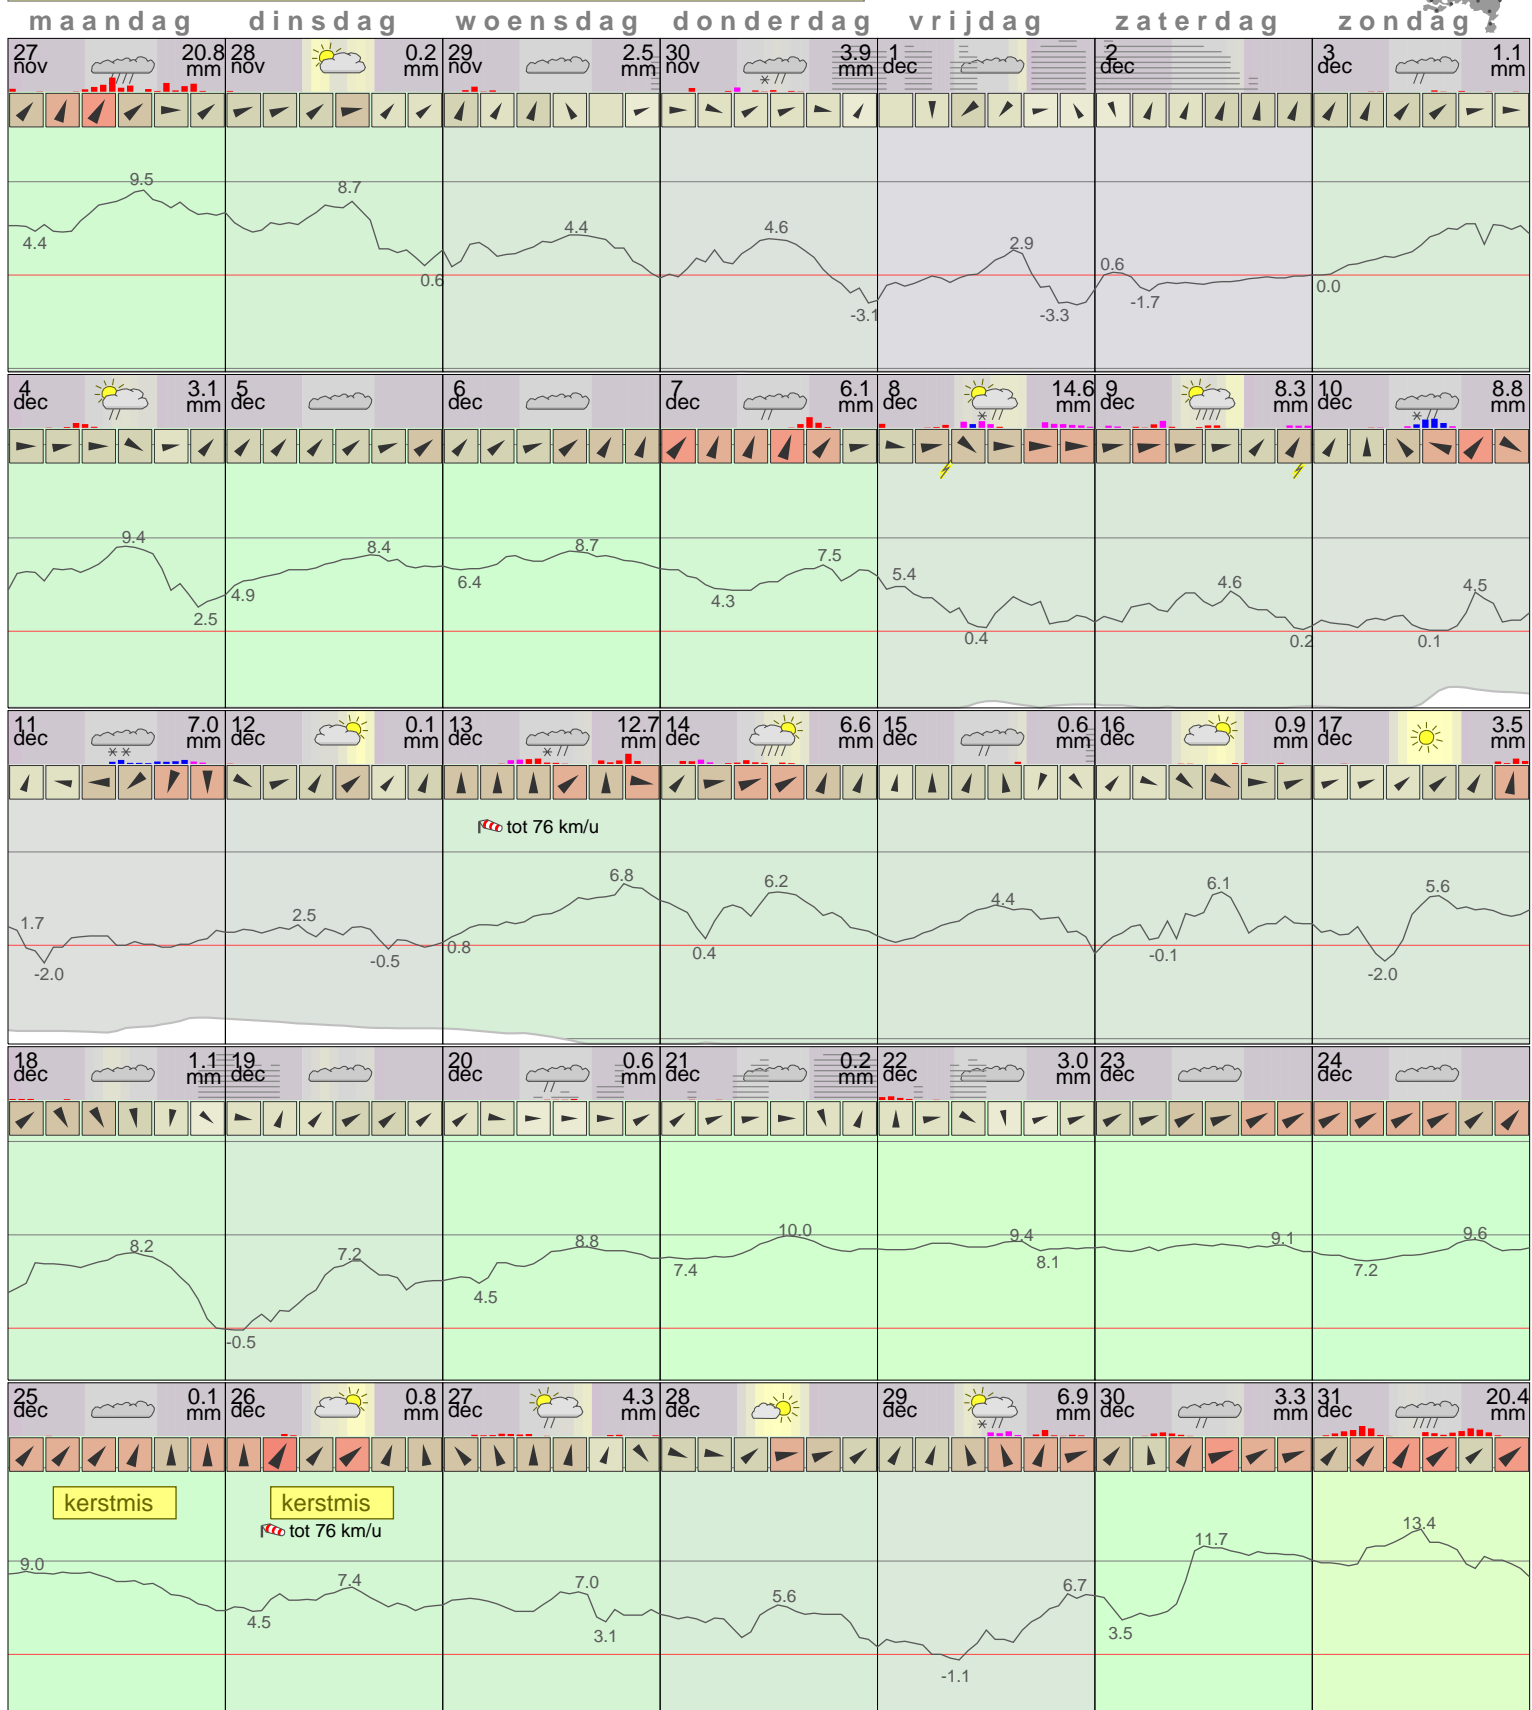 maandag dinsdag woensdag donderdag vrijdag zaterdag zondag
27 nov 20.8 mm 28 nov 0.2 mm 29 nov 2.5 mm 30 nov 3.9 mm 1 dec 2 dec 3 dec 1.1 mm
9.5 8.7 4.4 4.6 2.9 0.6
4.4 0.6 -3.1 -3.3 -1.7 0.0
4 dec 3.1 mm 5 dec 6 dec 7 dec 6.1 mm 8 dec 14.6 mm 9 dec 8.3 mm 10 dec 8.8 mm
9.4 8.4 8.7 7.5 5.4 4.6 4.5
2.5 4.9 6.4 4.3 0.4 0.2 0.1
11 dec 7.0 mm 12 dec 0.1 mm 13 dec 12.7 mm 14 dec 6.6 mm 15 dec 0.6 mm 16 dec 0.9 mm 17 dec 3.5 mm
tot 76 km/u
1.7 2.5 6.8 6.2 4.4 6.1 5.6
-2.0 -0.5 0.8 0.4 -0.1 -2.0
18 dec 1.1 mm 19 dec 20 dec 0.6 mm 21 dec 0.2 mm 22 dec 3.0 mm 23 dec 24 dec
8.2 7.2 8.8 10.0 9.4 9.1 9.6
-0.5 4.5 7.4 8.1 7.2
25 dec 0.1 mm 26 dec 0.8 mm 27 dec 4.3 mm 28 dec 29 dec 6.9 mm 30 dec 3.3 mm 31 dec 20.4 mm
kerstmis kerstmis
tot 76 km/u
9.0 7.4 7.0 5.6 6.7 11.7 13.4
4.5 3.1 -1.1 3.5